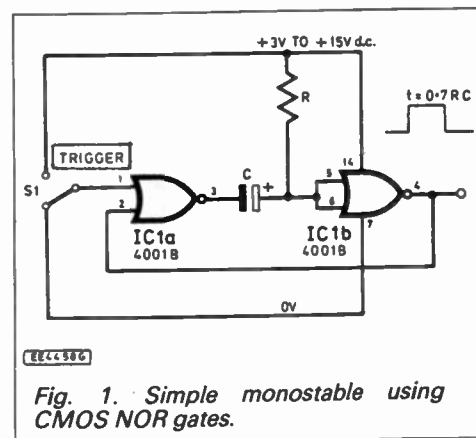 +3V TO +15V d.c.
R
t = 0·7 RC
TRIGGER
S1
1
2
3
C
+
5
6
14
4
7
IC1a
4001B
IC1b
4001B
0V
EE4458G
Fig. 1. Simple monostable using
CMOS NOR gates.